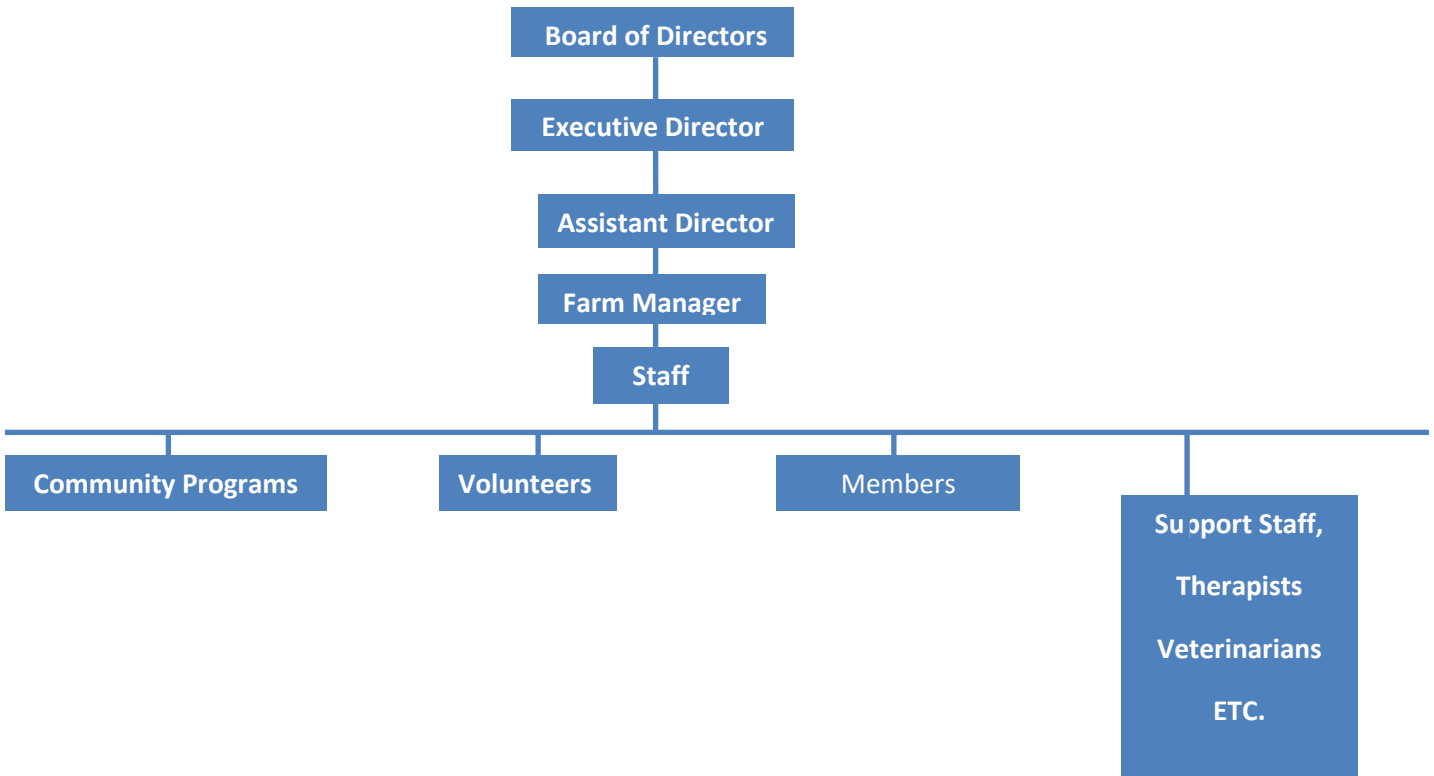 Board of Directors
Executive Director
Assistant Director
Farm Manager
Staff
Community Programs
Volunteers
Members
Support Staff,
Therapists
Veterinarians
ETC.